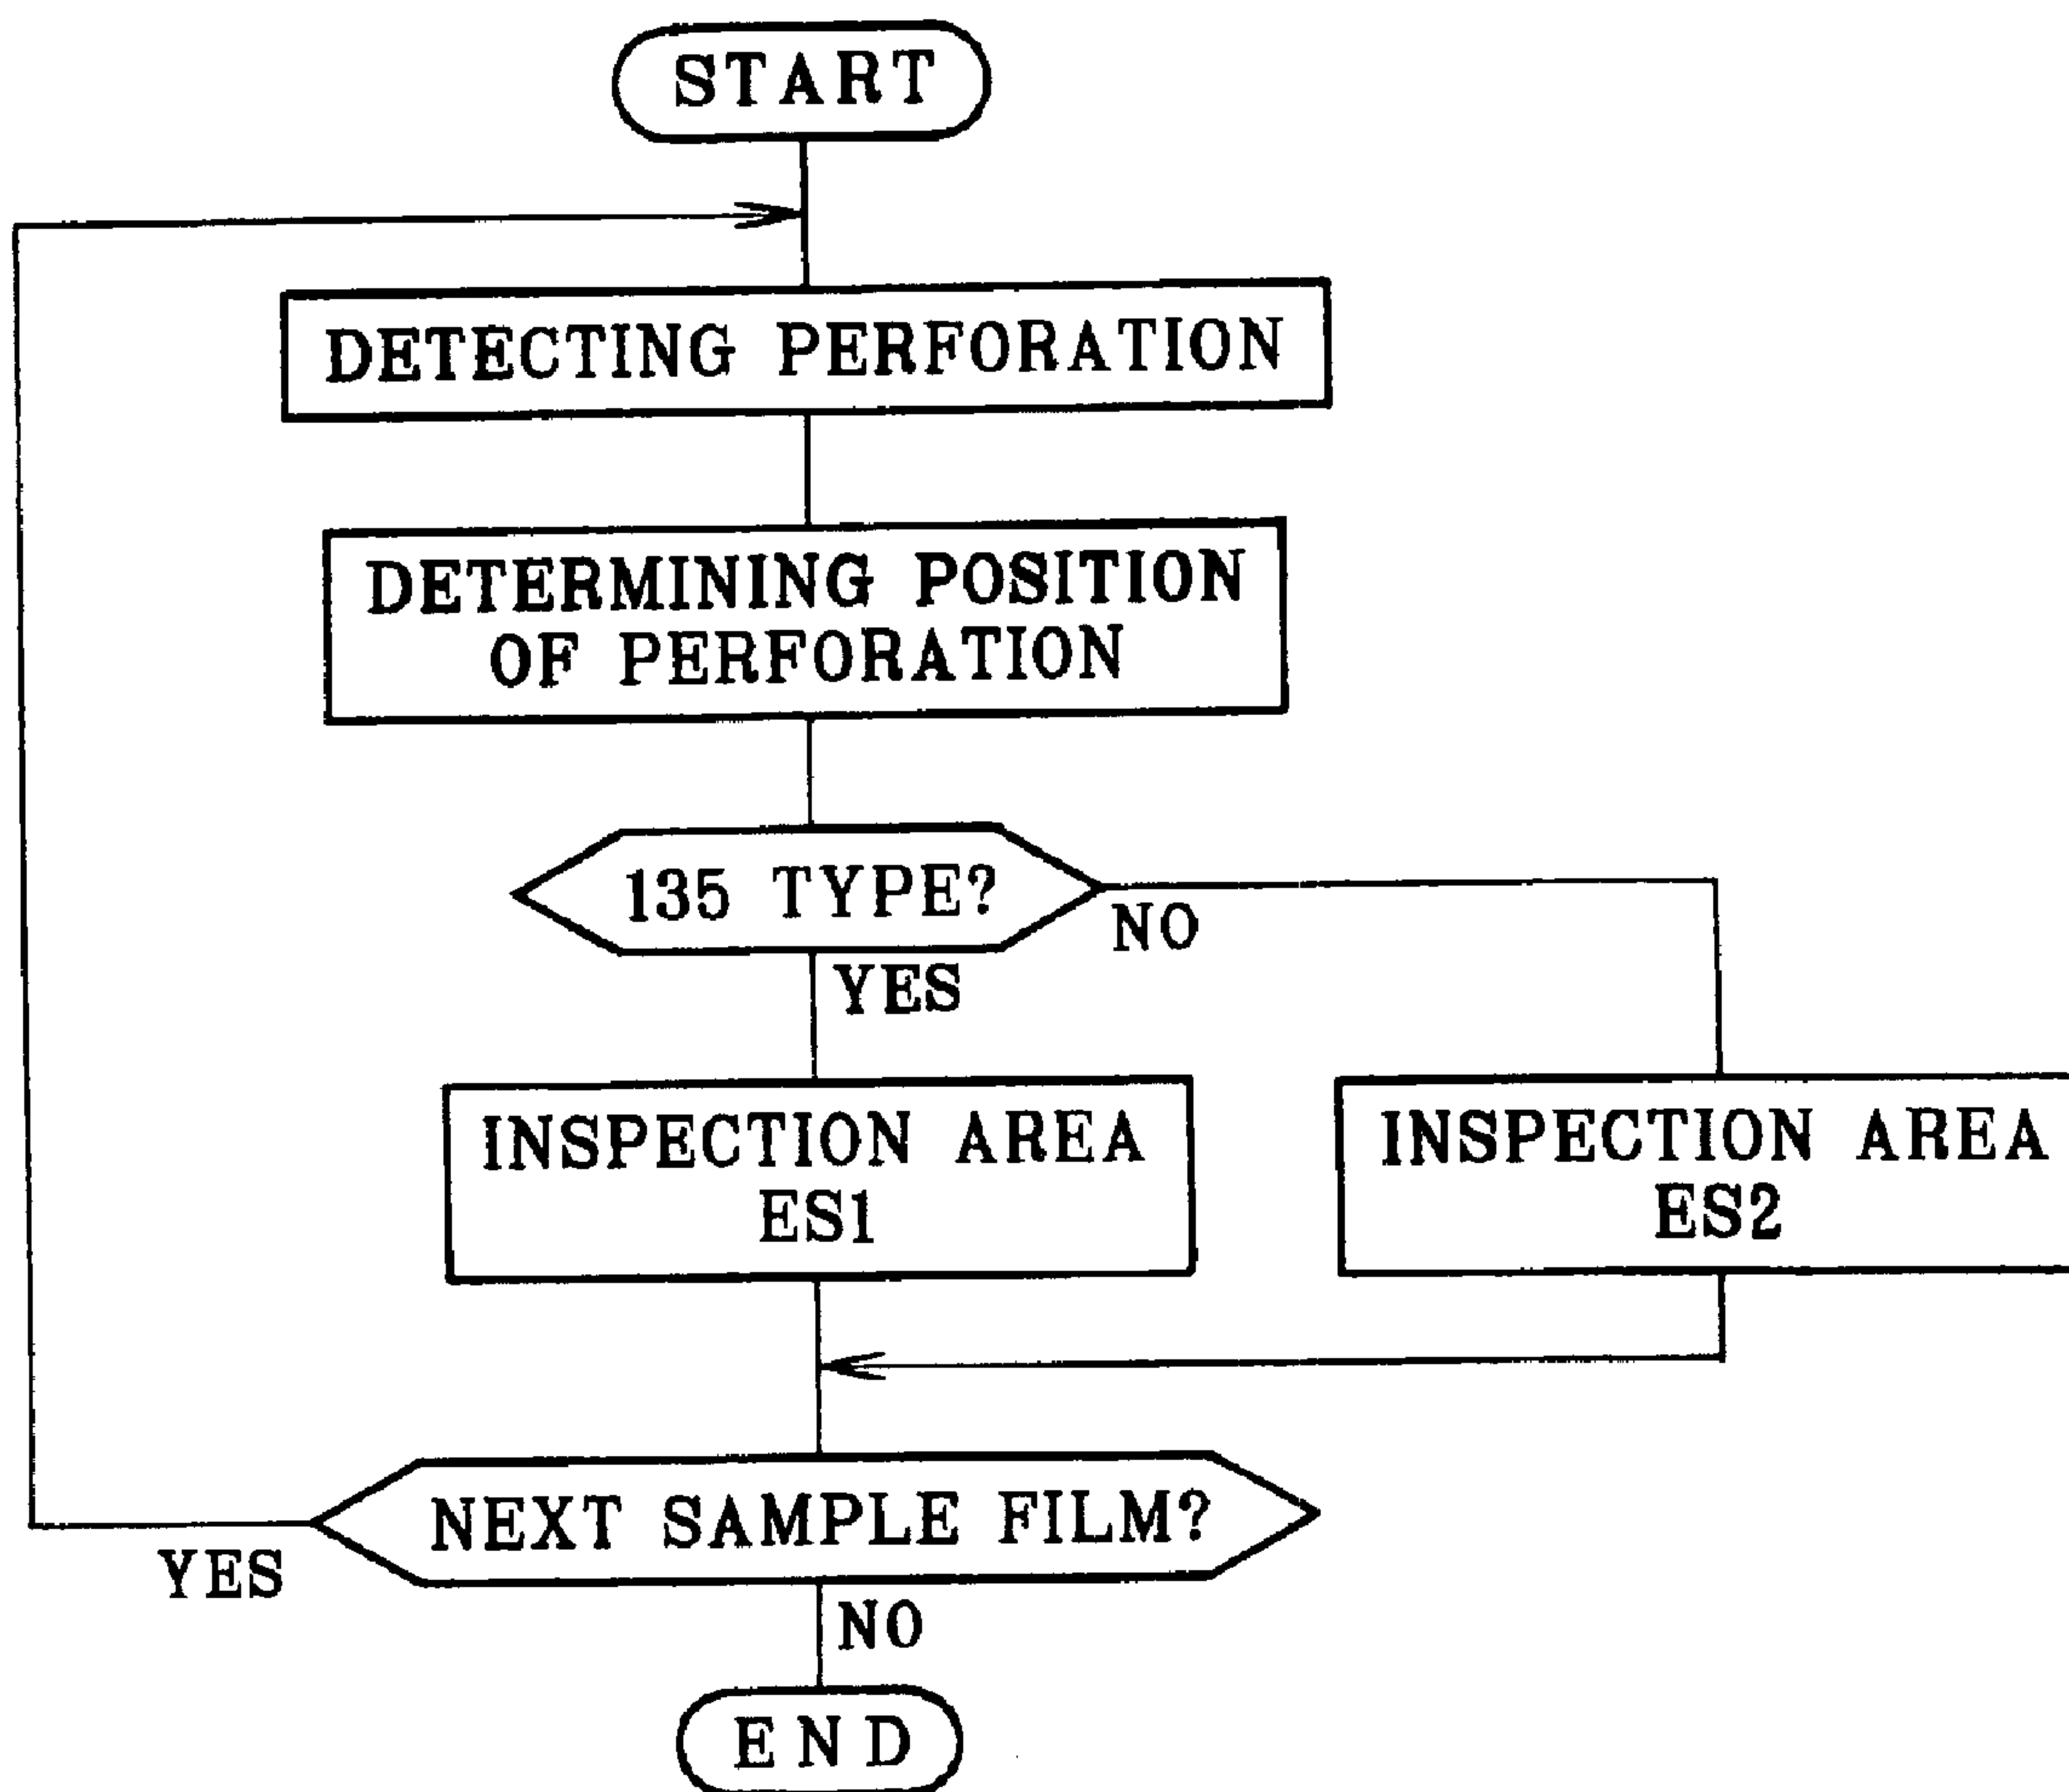 START
DETECTING PERFORATION
DETERMINING POSITION
OF PERFORATION
135 TYPE?
NO
YES
INSPECTION AREA
ES1
INSPECTION AREA
ES2
NEXT SAMPLE FILM?
YES
NO
END